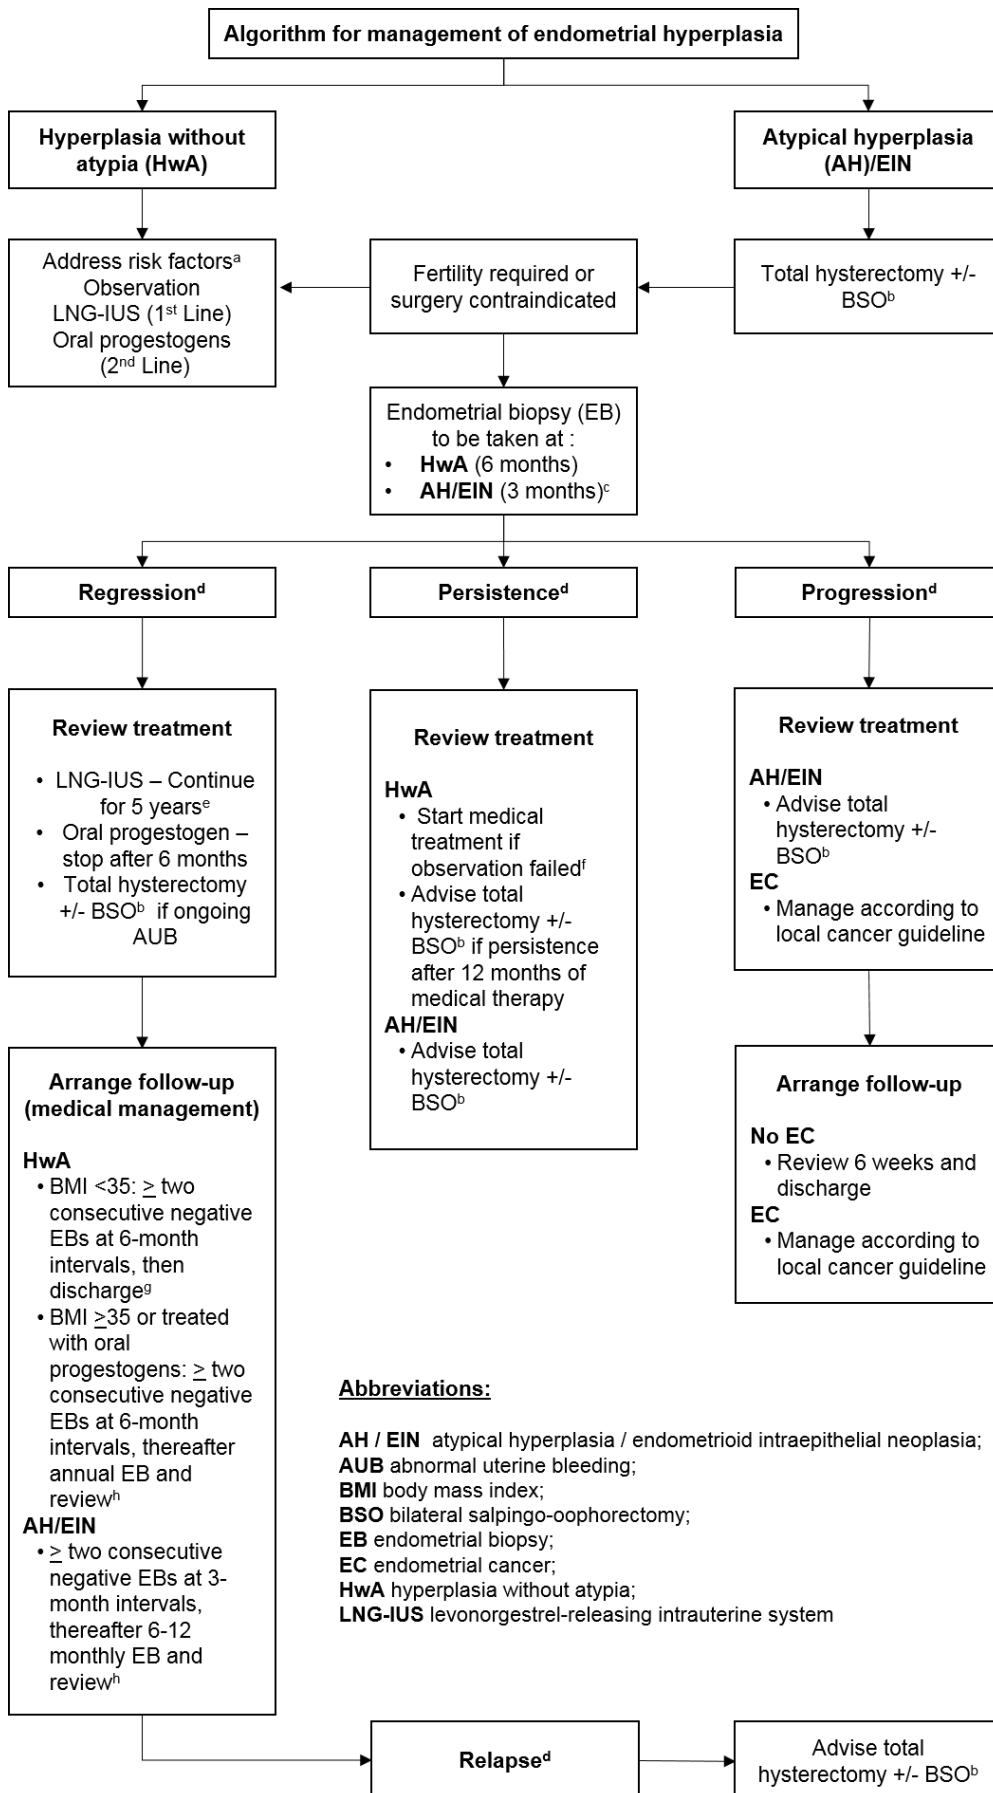 Algorithm for management of endometrial hyperplasia
Hyperplasia without
atypia (HwA)
Atypical hyperplasia
(AH)/EIN
Address risk factorsᵃ
Observation
LNG-IUS (1ˢᵗ Line)
Oral progestogens
(2ⁿᵈ Line)
Fertility required or
surgery contraindicated
Total hysterectomy +/-
BSOᵇ
Endometrial biopsy (EB)
to be taken at :
• HwA (6 months)
• AH/EIN (3 months)ᶜ
Regressionᵈ
Persistenceᵈ
Progressionᵈ
Review treatment
• LNG-IUS – Continue
for 5 yearsᵉ
• Oral progestogen –
stop after 6 months
• Total hysterectomy
+/- BSOᵇ if ongoing
AUB
Review treatment
HwA
• Start medical
treatment if
observation failedᶠ
• Advise total
hysterectomy +/-
BSOᵇ if persistence
after 12 months of
medical therapy
AH/EIN
• Advise total
hysterectomy +/-
BSOᵇ
Review treatment
AH/EIN
• Advise total
hysterectomy +/-
BSOᵇ
EC
• Manage according to
local cancer guideline
Arrange follow-up
(medical management)
HwA
• BMI <35: ≥ two
consecutive negative
EBs at 6-month
intervals, then
dischargeᵍ
• BMI ≥35 or treated
with oral
progestogens: ≥ two
consecutive negative
EBs at 6-month
intervals, thereafter
annual EB and
reviewʰ
AH/EIN
• ≥ two consecutive
negative EBs at 3-
month intervals,
thereafter 6-12
monthly EB and
reviewʰ
Arrange follow-up
No EC
• Review 6 weeks and
discharge
EC
• Manage according to
local cancer guideline
Abbreviations:
AH / EIN atypical hyperplasia / endometrioid intraepithelial neoplasia;
AUB abnormal uterine bleeding;
BMI body mass index;
BSO bilateral salpingo-oophorectomy;
EB endometrial biopsy;
EC endometrial cancer;
HwA hyperplasia without atypia;
LNG-IUS levonorgestrel-releasing intrauterine system
Relapseᵈ
Advise total
hysterectomy +/- BSOᵇ